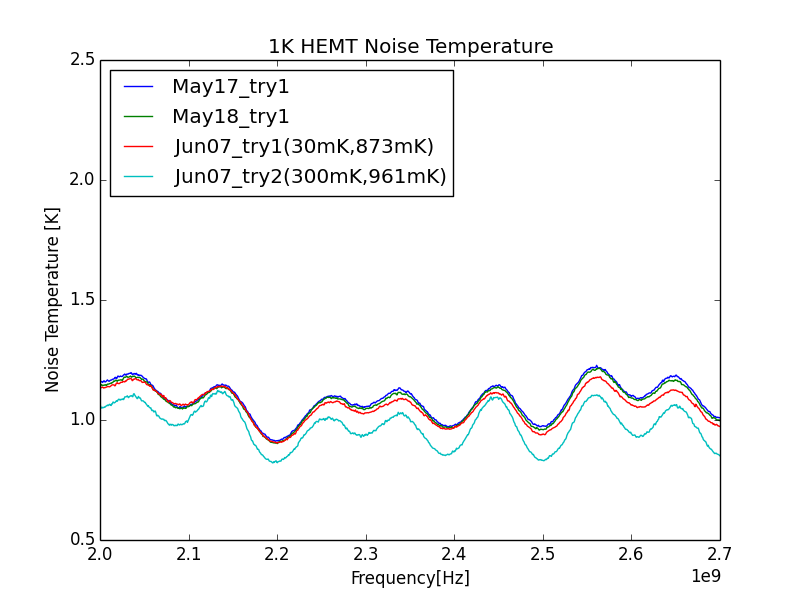 1K HEMT Noise Temperature
2.5
May17_try1
May18_try1
Jun07_try1(30mK,873mK)
Jun07_try2(300mK,961mK)
2.0
1.5
1.0
0.5
Noise Temperature [K]
2.0 2.1 2.2 2.3 2.4 2.5 2.6 2.7
Frequency[Hz]
1e9